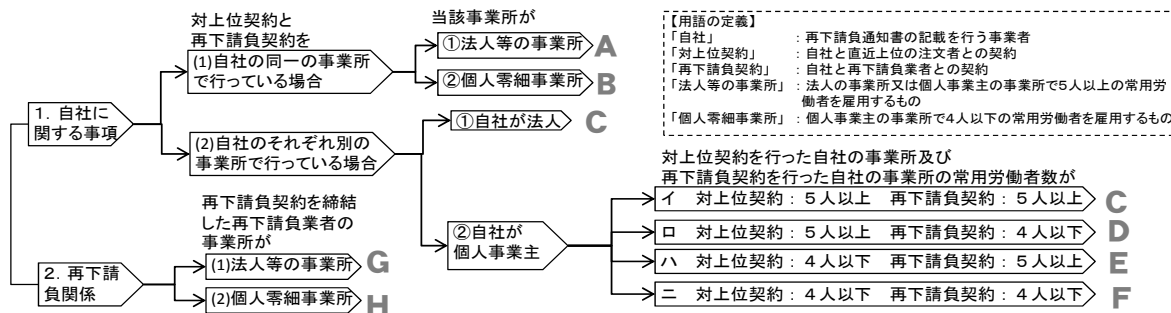 対上位契約と
再下請負契約を
(1)自社の同一の事業所
で行っている場合
当該事業所が
①法人等の事業所 A
②個人零細事業所 B
【用語の定義】
「自社」 :再下請負通知書の記載を行う事業者
「対上位契約」 :自社と直近上位の注文者との契約
「再下請負契約」 :自社と再下請負業者との契約
「法人等の事業所」 :法人の事業所又は個人事業主の事業所で5人以上の常用労
働者を雇用するもの
「個人零細事業所」 :個人事業主の事業所で4人以下の常用労働者を雇用するもの
1.自社に
関する事項
(2)自社のそれぞれ別の
事業所で行っている場合
①自社が法人 C
②自社が
個人事業主
対上位契約を行った自社の事業所及び
再下請負契約を行った自社の事業所の常用労働者数が
イ 対上位契約:5人以上 再下請負契約:5人以上 C
ロ 対上位契約:5人以上 再下請負契約:4人以下 D
ハ 対上位契約:4人以下 再下請負契約:5人以上 E
ニ 対上位契約:4人以下 再下請負契約:4人以下 F
2.再下請
負関係
再下請負契約を締結
した再下請負業者の
事業所が
(1)法人等の事業所 G
(2)個人零細事業所 H